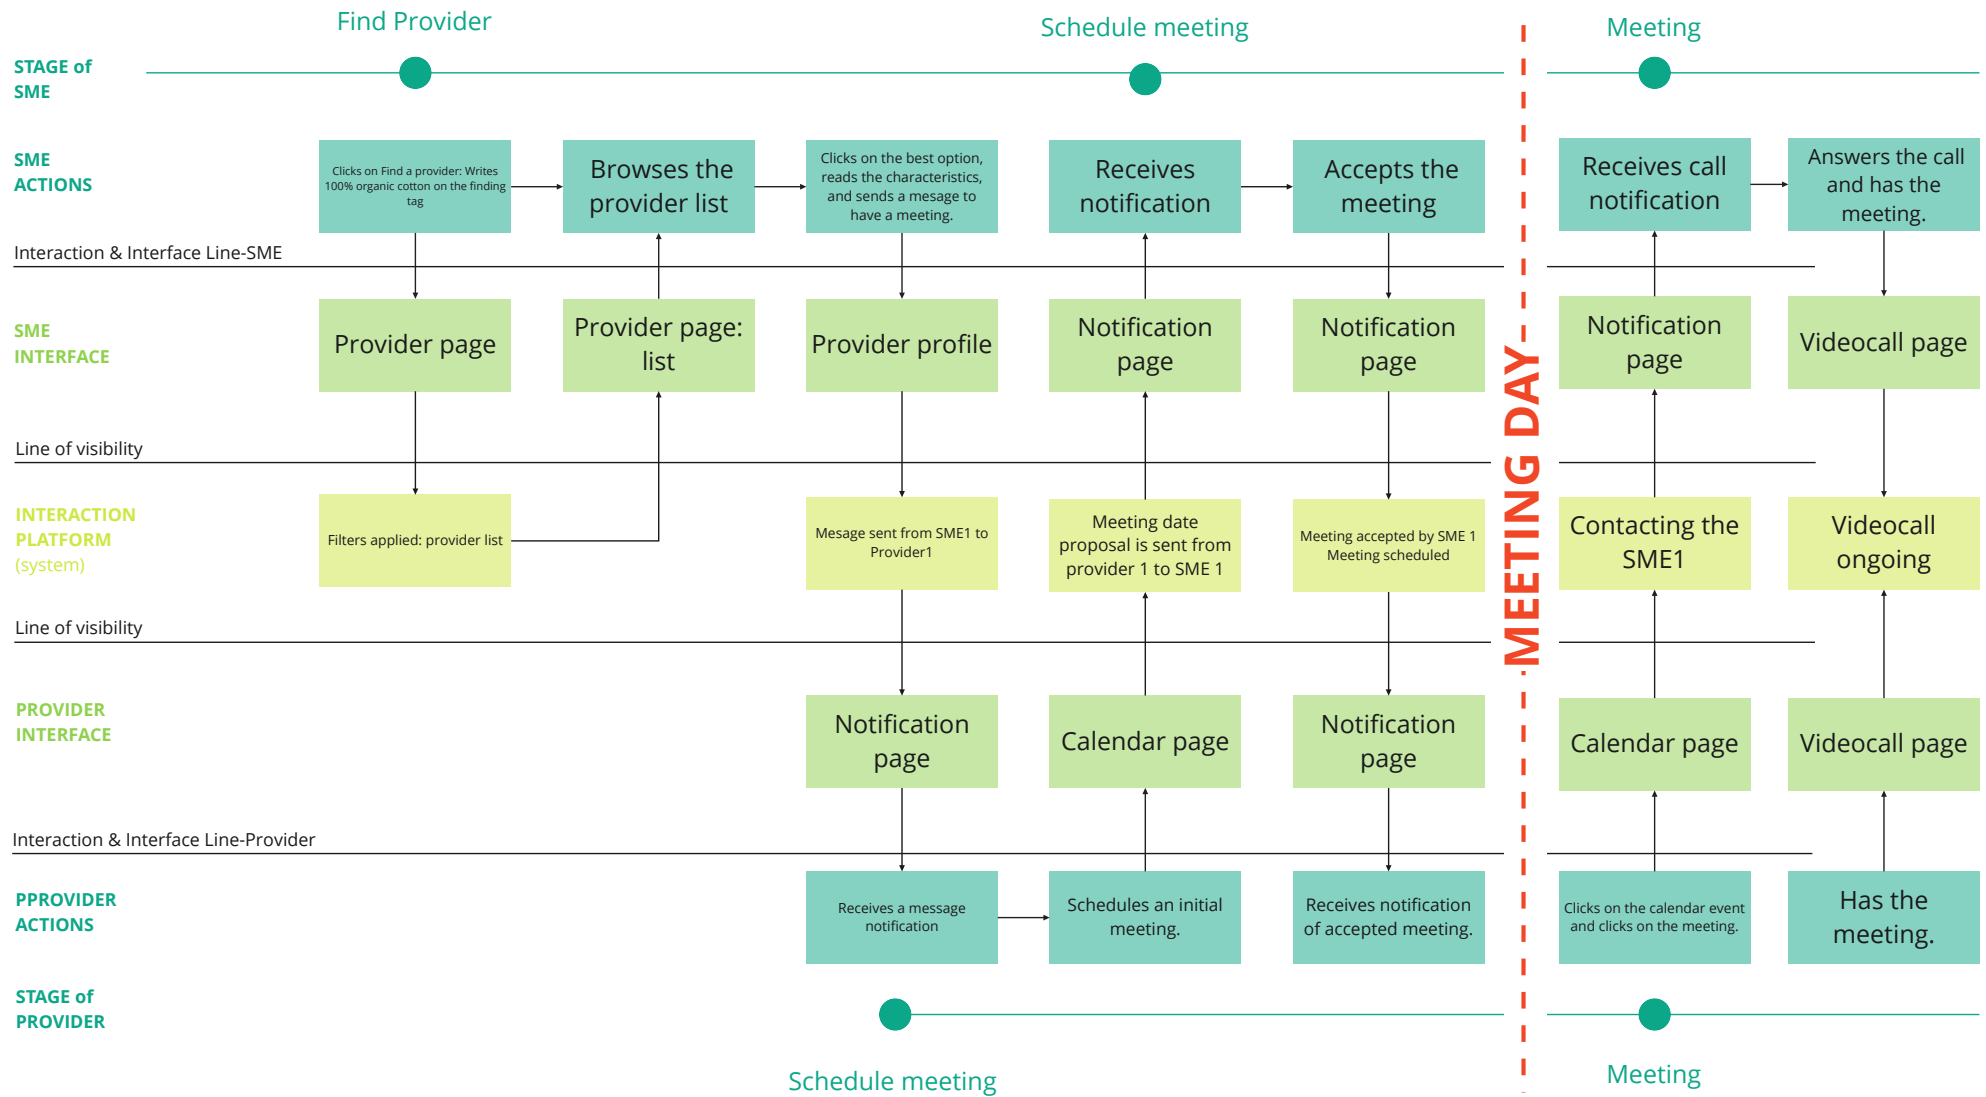 Find Provider
Schedule meeting
Meeting
STAGE of
SME
SME
ACTIONS
Clicks on Find a provider: Writes
100% organic cotton on the finding
tag
Browses the
provider list
Clicks on the best option,
reads the characteristics,
and sends a mesage to
have a meeting.
Receives
notification
Accepts the
meeting
Receives call
notification
Answers the call
and has the
meeting.
Interaction & Interface Line-SME
SME
INTERFACE
Provider page
Provider page:
list
Provider profile
Notification
page
Notification
page
Notification
page
Videocall page
MEETING DAY
Line of visibility
INTERACTION
PLATFORM
(system)
Filters applied: provider list
Mesage sent from SME1 to
Provider1
Meeting date
proposal is sent from
provider 1 to SME 1
Meeting accepted by SME 1
Meeting scheduled
Contacting the
SME1
Videocall
ongoing
Line of visibility
PROVIDER
INTERFACE
Notification
page
Calendar page
Notification
page
Calendar page
Videocall page
Interaction & Interface Line-Provider
PPROVIDER
ACTIONS
Receives a message
notification
Schedules an initial
meeting.
Receives notification
of accepted meeting.
Clicks on the calendar event
and clicks on the meeting.
Has the
meeting.
STAGE of
PROVIDER
Schedule meeting
Meeting